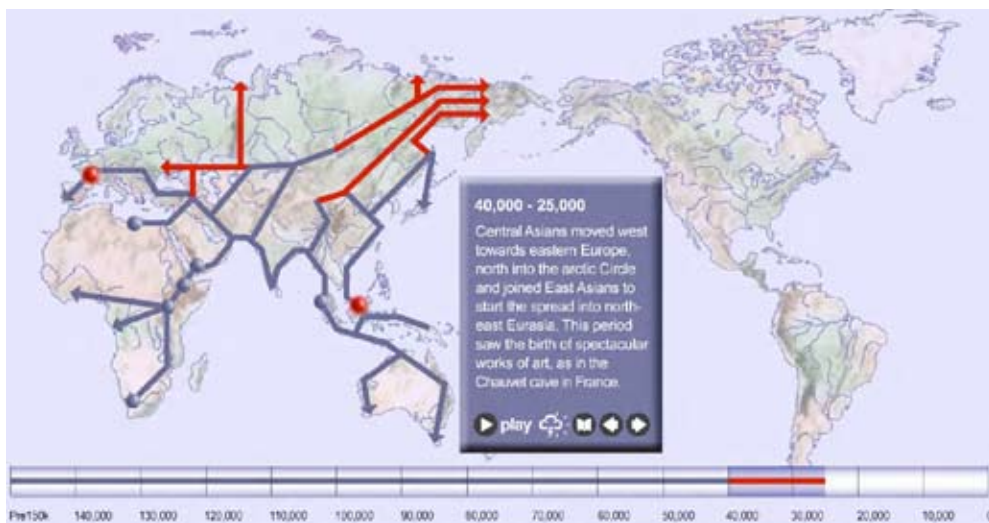 40,000 - 25,000
Central Asians moved west
towards eastern Europe,
north into the arctic Circle
and joined East Asians to
start the spread into north-
east Eurasia. This period
saw the birth of spectacular
works of art, as in the
Chauvet cave in France.
play
Pre150k 140,000 130,000 120,000 110,000 100,000 90,000 80,000 70,000 60,000 50,000 40,000 30,000 20,000 10,000 0